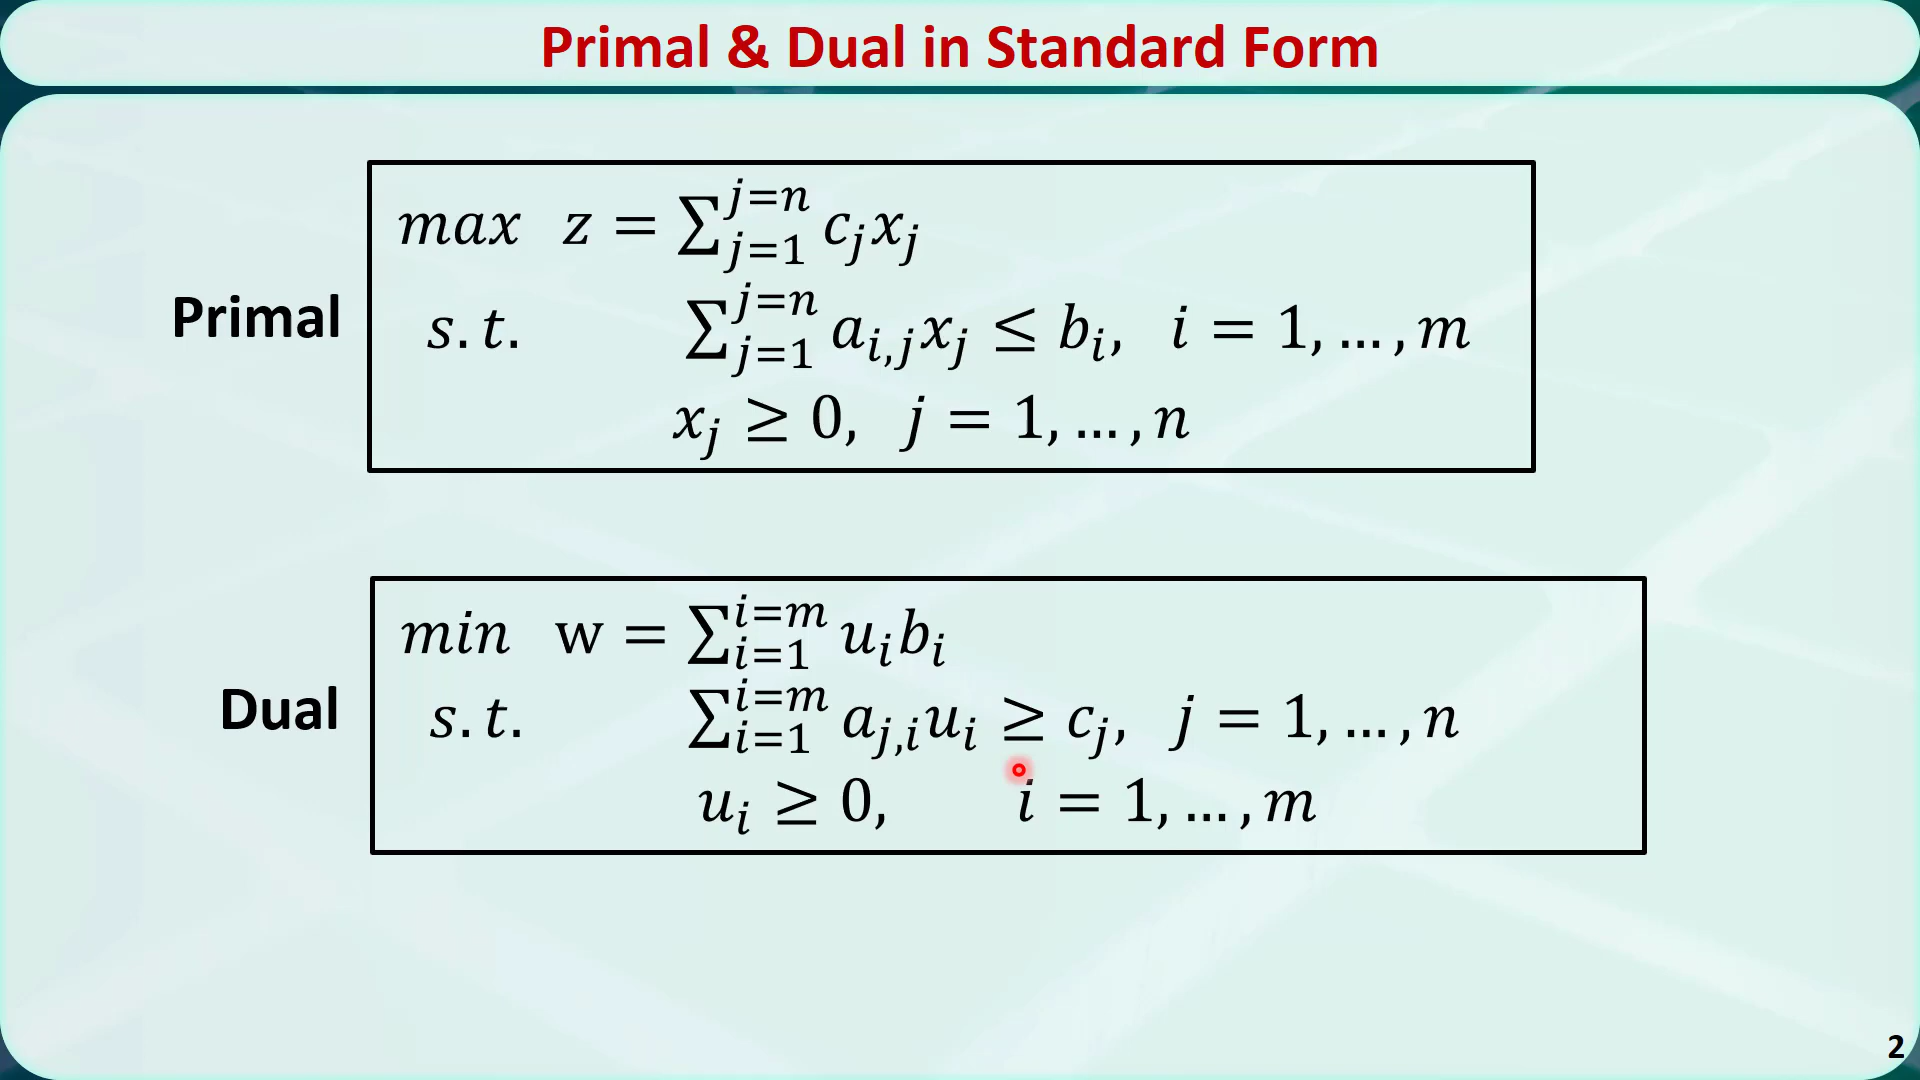 Primal & Dual in Standard Form
max z = ∑_{j=1}^{j=n} c_j x_j
Primal
s.t. ∑_{j=1}^{j=n} a_{i,j} x_j ≤ b_i, i = 1, … , m
x_j ≥ 0, j = 1, … , n
min w = ∑_{i=1}^{i=m} u_i b_i
Dual
s.t. ∑_{i=1}^{i=m} a_{j,i} u_i ≥ c_j, j = 1, … , n
u_i ≥ 0, i = 1, … , m
2